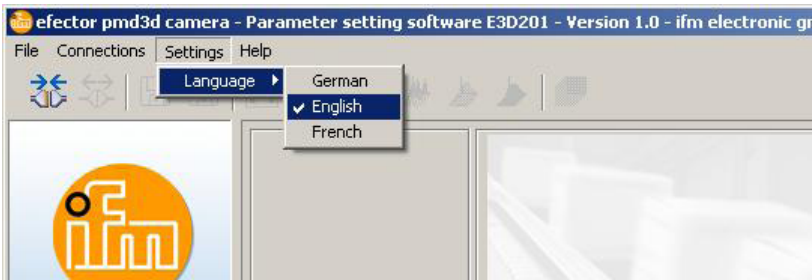 efector pmd3d camera - Parameter setting software E3D201 - Version 1.0 - ifm electronic
File Connections Settings Help
Language
German
English
French
ifm